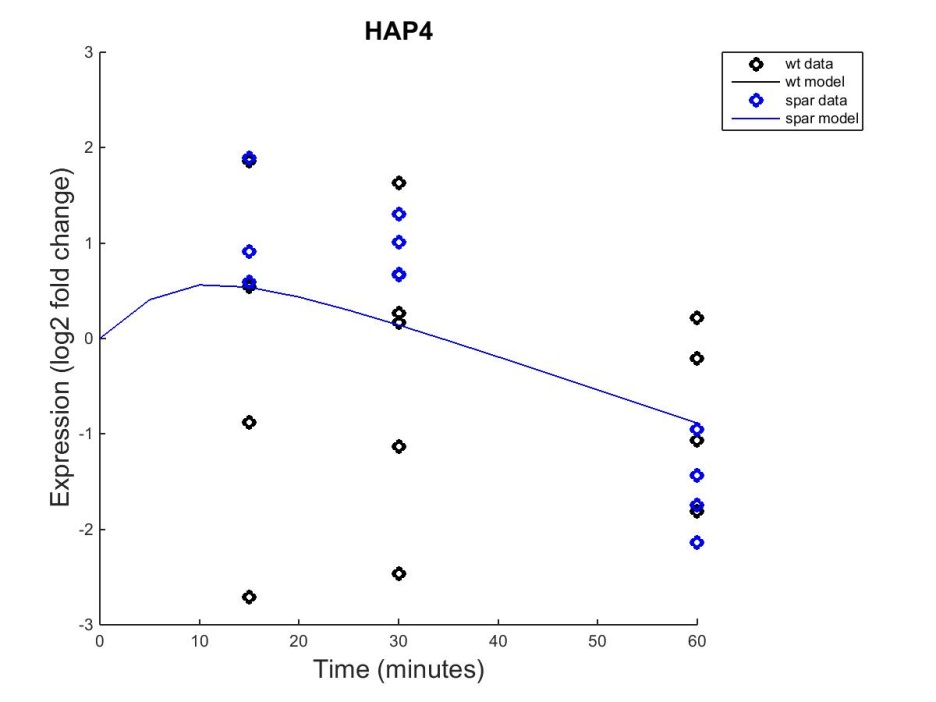 HAP4
wt data
wt model
spar data
spar model
Expression (log2 fold change)
3
2
1
0
-1
-2
-3
0 10 20 30 40 50 60
Time (minutes)